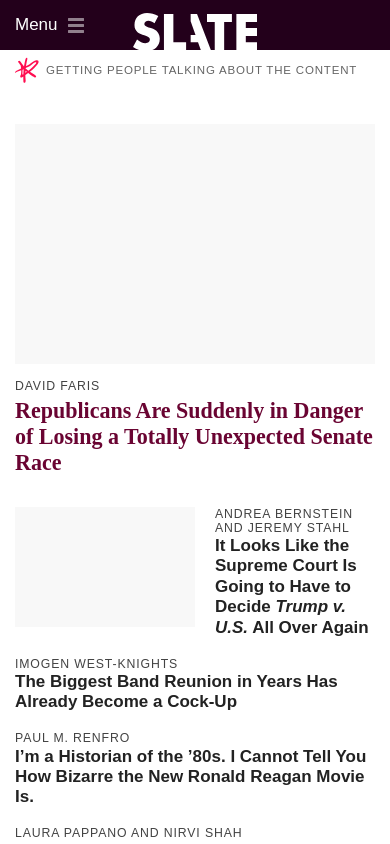 Menu
SLATE
GETTING PEOPLE TALKING ABOUT THE CONTENT
DAVID FARIS
Republicans Are Suddenly in Danger
of Losing a Totally Unexpected Senate
Race
ANDREA BERNSTEIN
AND JEREMY STAHL
It Looks Like the
Supreme Court Is
Going to Have to
Decide Trump v.
U.S. All Over Again
IMOGEN WEST-KNIGHTS
The Biggest Band Reunion in Years Has
Already Become a Cock-Up
PAUL M. RENFRO
I’m a Historian of the ’80s. I Cannot Tell You
How Bizarre the New Ronald Reagan Movie
Is.
LAURA PAPPANO AND NIRVI SHAH